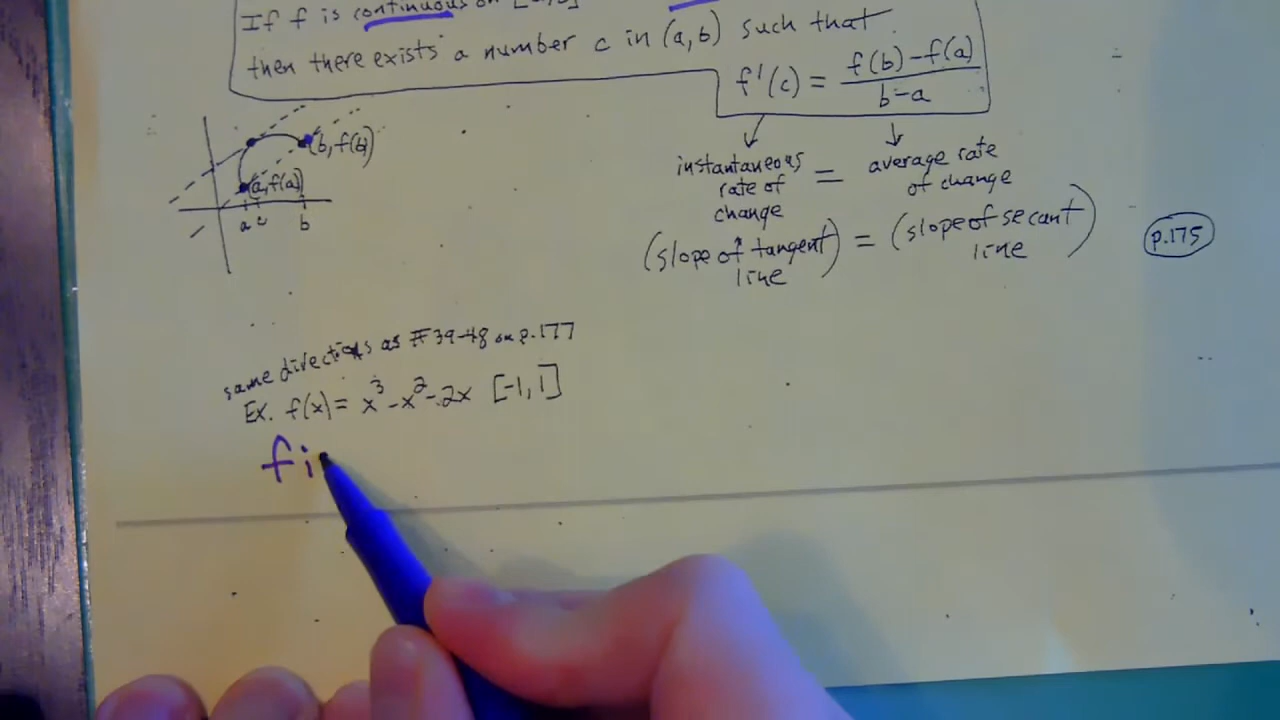 If f is continuous on
then there exists a number c in (a,b) such that
f'(c) = f(b)-f(a)
b-a
(b, f(b))
(a, f(a))
a c b
instantaneous rate of change = average rate of change
(slope of tangent line) = (slope of secant line)
p.175
same directions as #39-48 on p.177
Ex. f(x) = x³-x²-2x [-1, 1]
fi